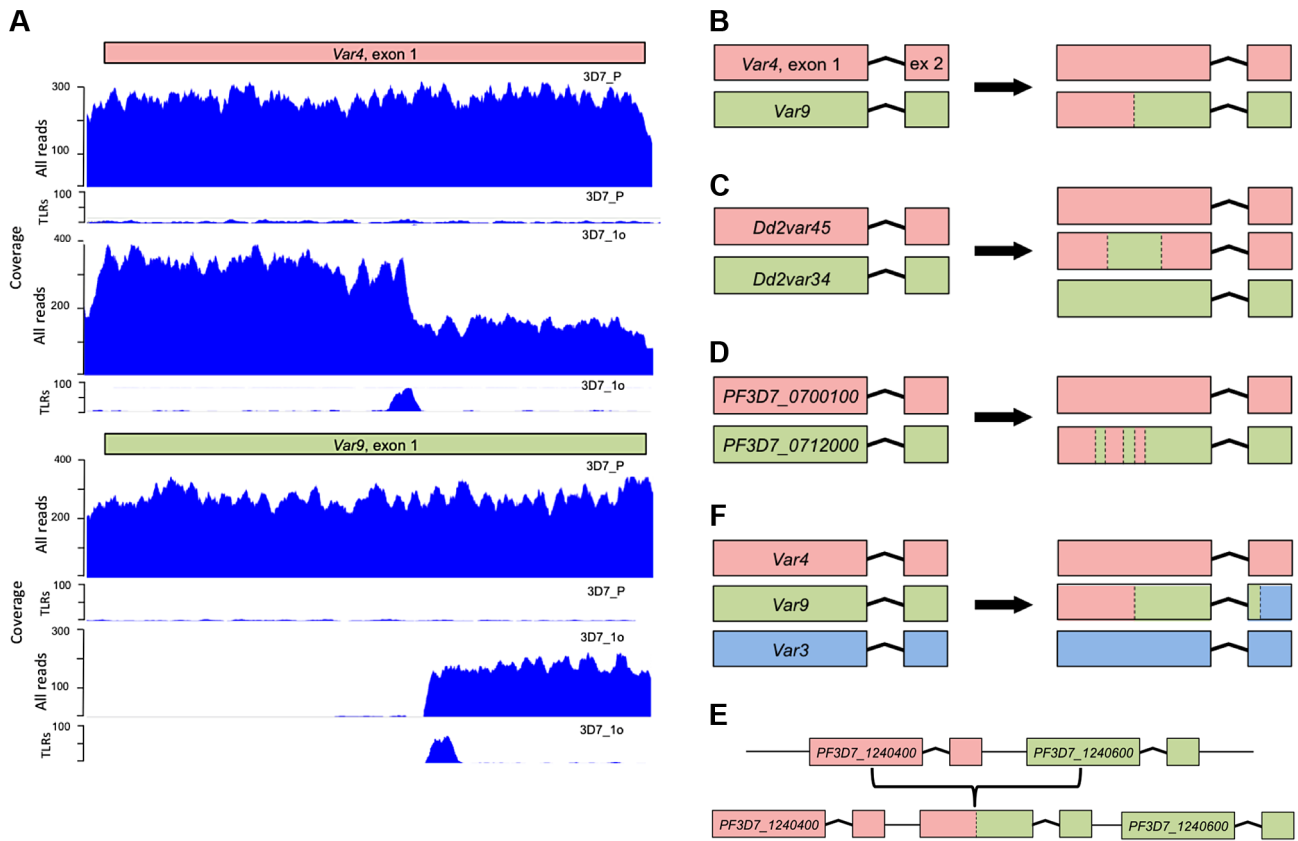 A
Var4, exon 1
3D7_P
300
100
All reads
3D7_P
100
TLRs
3D7_1o
400
200
All reads
Coverage
3D7_1o
100
TLRs
Var9, exon 1
3D7_P
400
200
All reads
3D7_P
100
TLRs
3D7_1o
300
100
All reads
Coverage
3D7_1o
100
TLRs
B
Var4, exon 1 ex 2
Var9
C
Dd2var45
Dd2var34
D
PF3D7_0700100
PF3D7_0712000
F
Var4
Var9
Var3
E
PF3D7_1240400 PF3D7_1240600
PF3D7_1240400 PF3D7_1240600